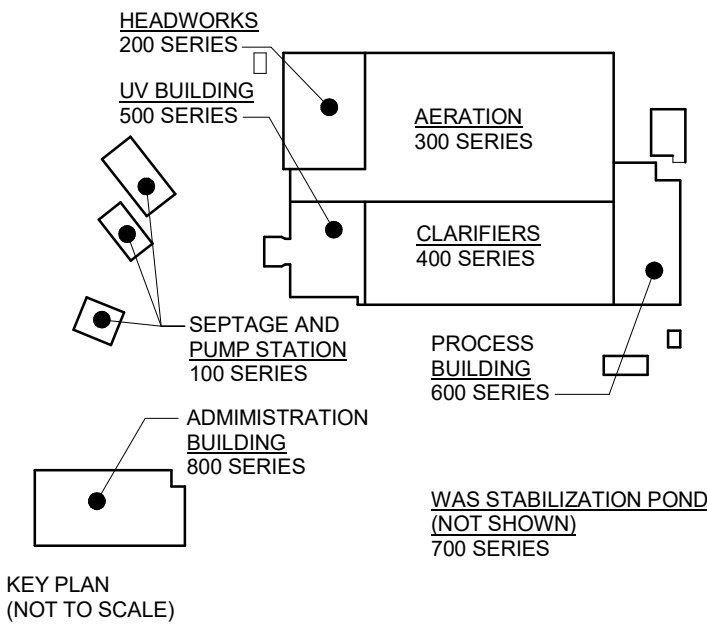 HEADWORKS
200 SERIES
UV BUILDING
500 SERIES
AERATION
300 SERIES
CLARIFIERS
400 SERIES
SEPTAGE AND
PUMP STATION
100 SERIES
PROCESS
BUILDING
600 SERIES
ADMIMISTRATION
BUILDING
800 SERIES
WAS STABILIZATION POND
(NOT SHOWN)
700 SERIES
KEY PLAN
(NOT TO SCALE)